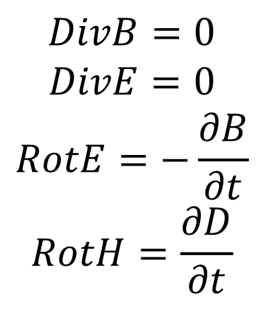 DivB = 0
DivE = 0
RotE = -∂B/∂t
RotH = ∂D/∂t